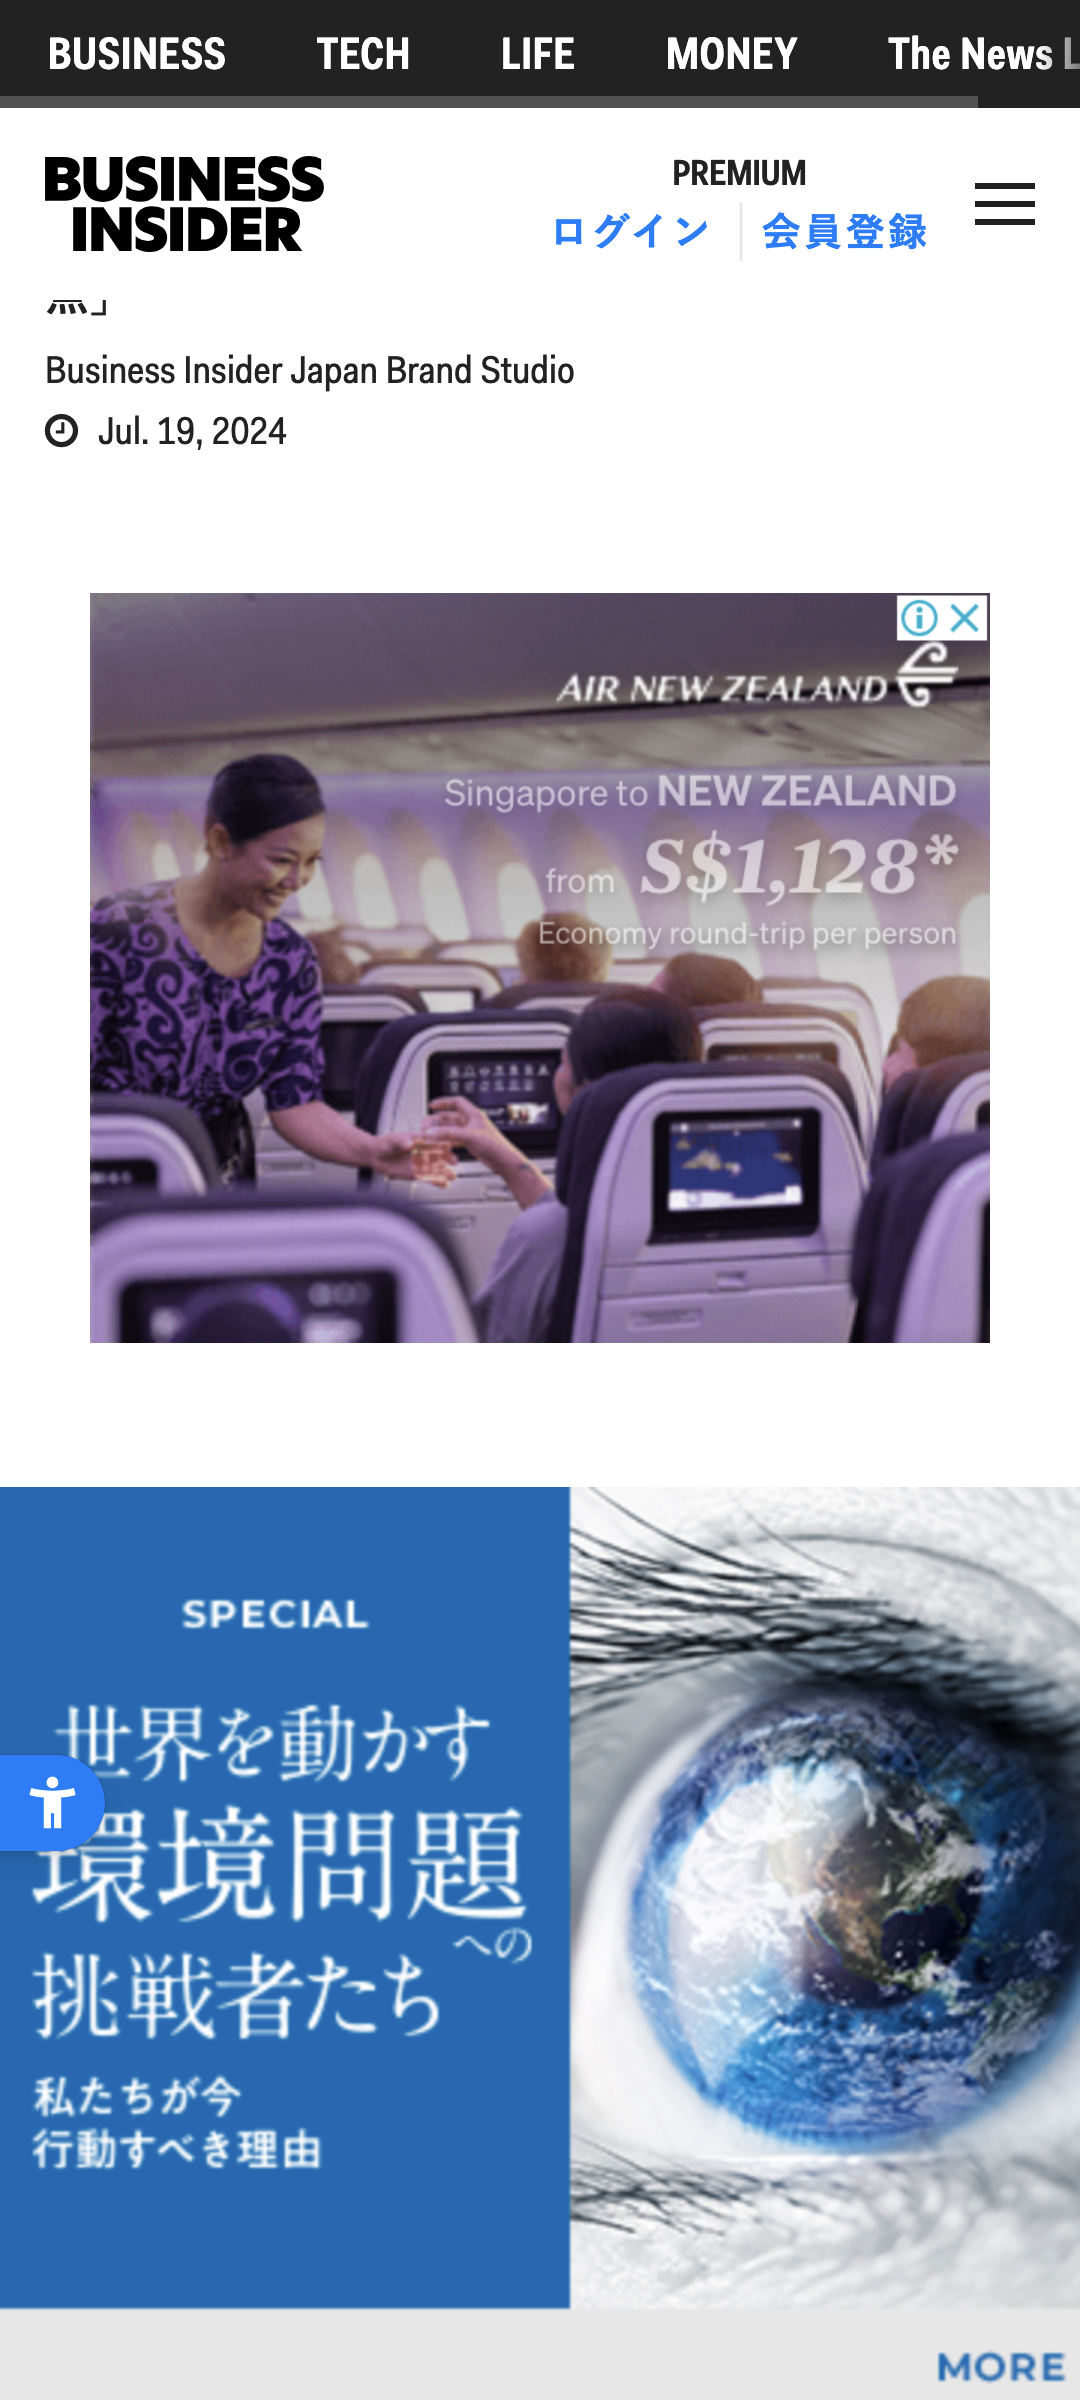 BUSINESS TECH LIFE MONEY The News
BUSINESS
INSIDER
PREMIUM
ログイン 会員登録
Business Insider Japan Brand Studio
Jul. 19, 2024
AIR NEW ZEALAND
Singapore to NEW ZEALAND
from S$1,128*
Economy round-trip per person
SPECIAL
世界を動かす
環境問題
への
挑戦者たち
私たちが今
行動すべき理由
MORE